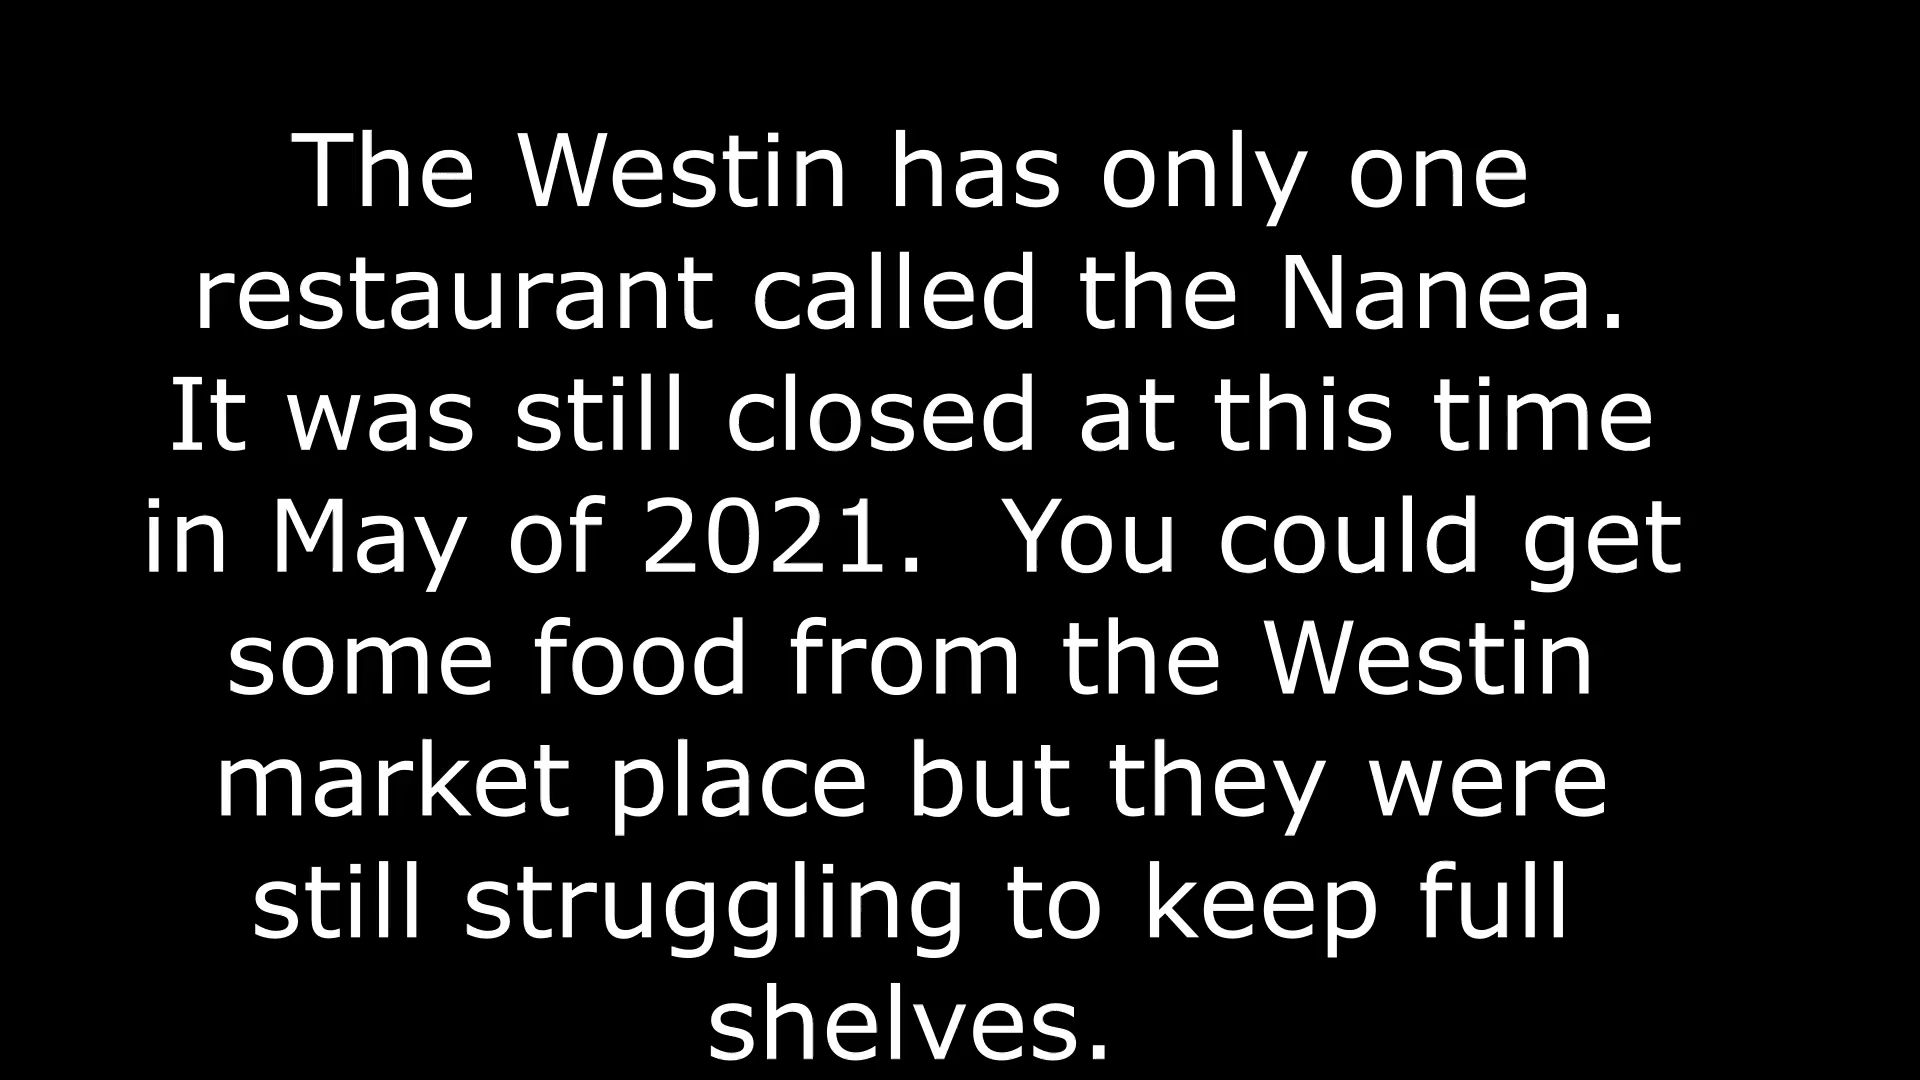 The Westin has only one
restaurant called the Nanea.
It was still closed at this time
in May of 2021.  You could get
some food from the Westin
market place but they were
still struggling to keep full
shelves.